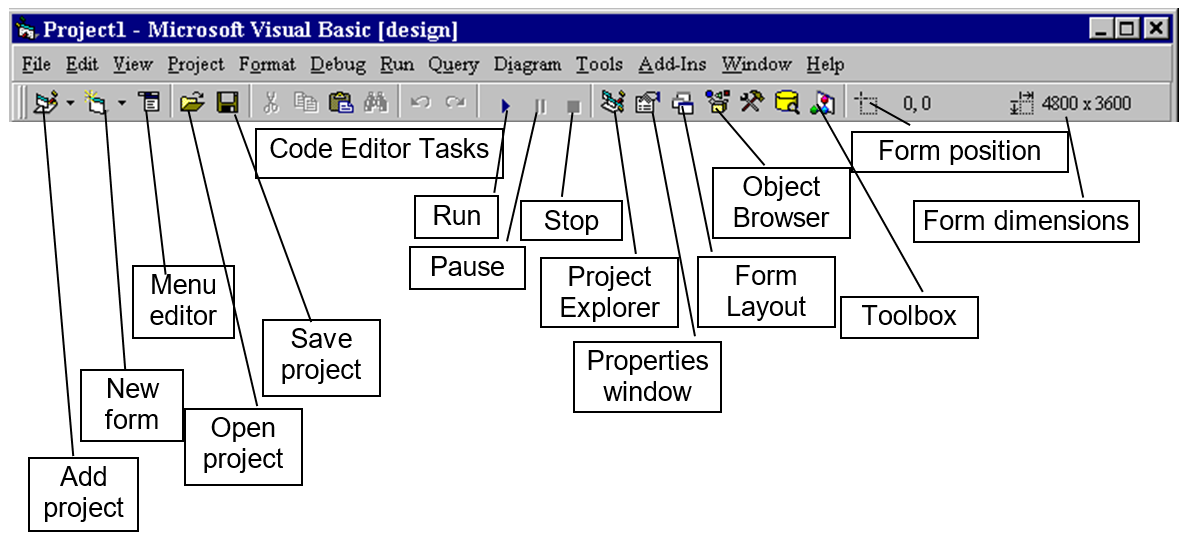 Project1 - Microsoft Visual Basic [design]
File Edit View Project Format Debug Run Query Diagram Tools Add-Ins Window Help
0, 0
4800 x 3600
Code Editor Tasks
Form position
Object
Browser
Run
Stop
Form dimensions
Pause
Menu
editor
Project
Explorer
Form
Layout
Toolbox
Save
project
Properties
window
New
form
Open
project
Add
project